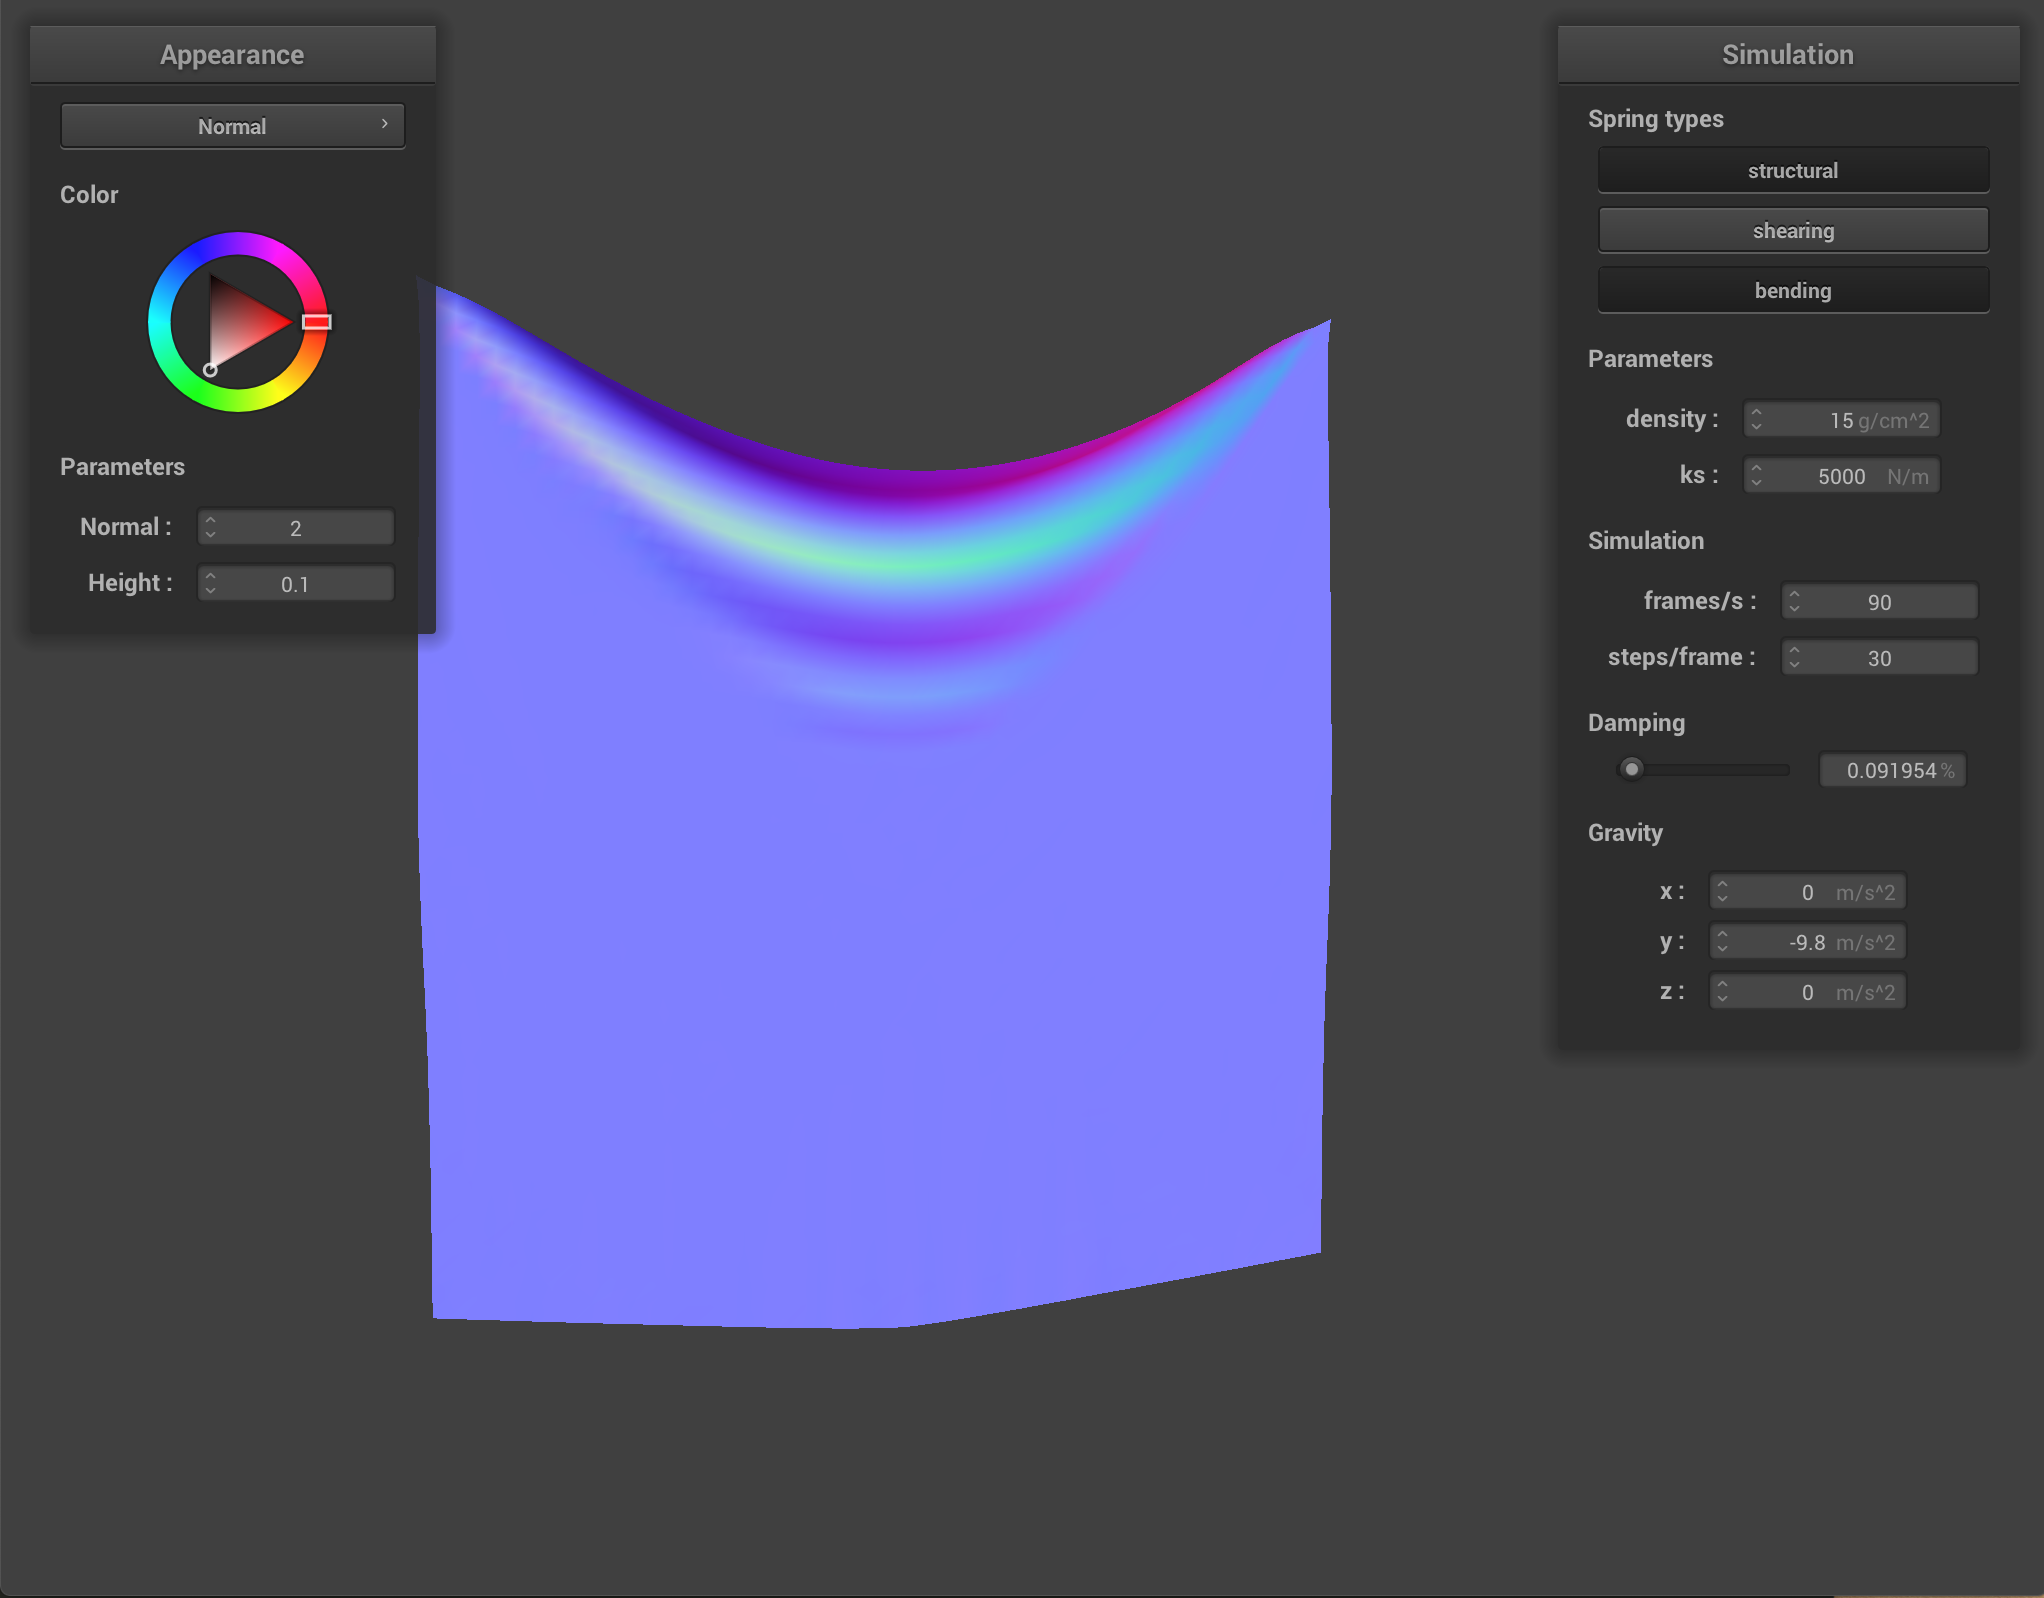 Appearance
Normal
Color
Parameters
Normal : 2
Height : 0.1
Simulation
Spring types
structural
shearing
bending
Parameters
density : 15 g/cm^2
ks : 5000 N/m
Simulation
frames/s : 90
steps/frame : 30
Damping
0.091954 %
Gravity
x : 0 m/s^2
y : -9.8 m/s^2
z : 0 m/s^2